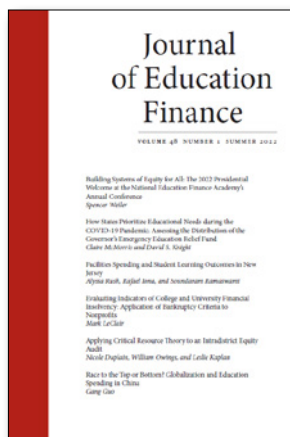 Journal
of Education
Finance
VOLUME 48 NUMBER 1 SUMMER 2022
Building Systems of Equity for All: The 2022 Presidential
Welcome at the National Education Finance Academy's
Annual Conference
Spencer Weiler
How States Prioritize Educational Needs during the
COVID-19 Pandemic: Assessing the Distribution of the
Governor's Emergency Education Relief Fund
Claire McMorris and David S. Knight
Facilities Spending and Student Learning Outcomes in New
Jersey
Alyssa Rash, Rafael Iona, and Soundaram Ramaswami
Evaluating Indicators of College and University Financial
Insolvency: Application of Bankruptcy Criteria to
Nonprofits
Mark LeClair
Applying Critical Resource Theory to an Intradistrict Equity
Audit
Nicole Duplain, William Owings, and Leslie Kaplan
Race to the Top or Bottom? Globalization and Education
Spending in China
Gang Guo